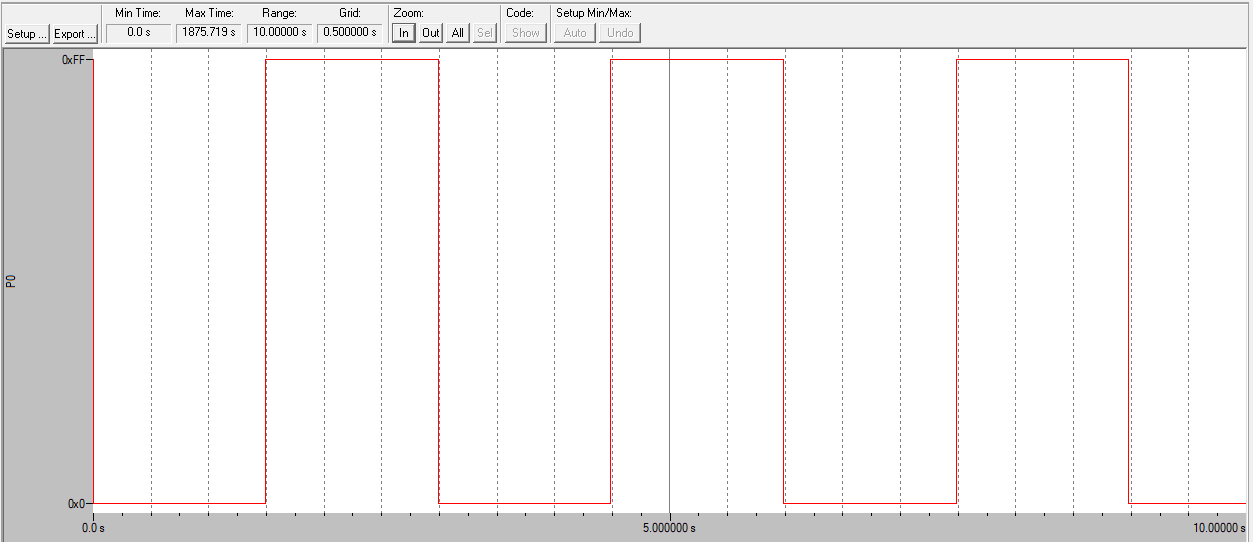 Min Time: Max Time: Range: Grid: Zoom: Code: Setup Min/Max:
Setup ... Export ... 0.0 s 1875.719 s 10.00000 s 0.500000 s In Out All Sel Show Auto Undo
0xFF
P0
0x0
0.0 s 5.000000 s 10.00000 s